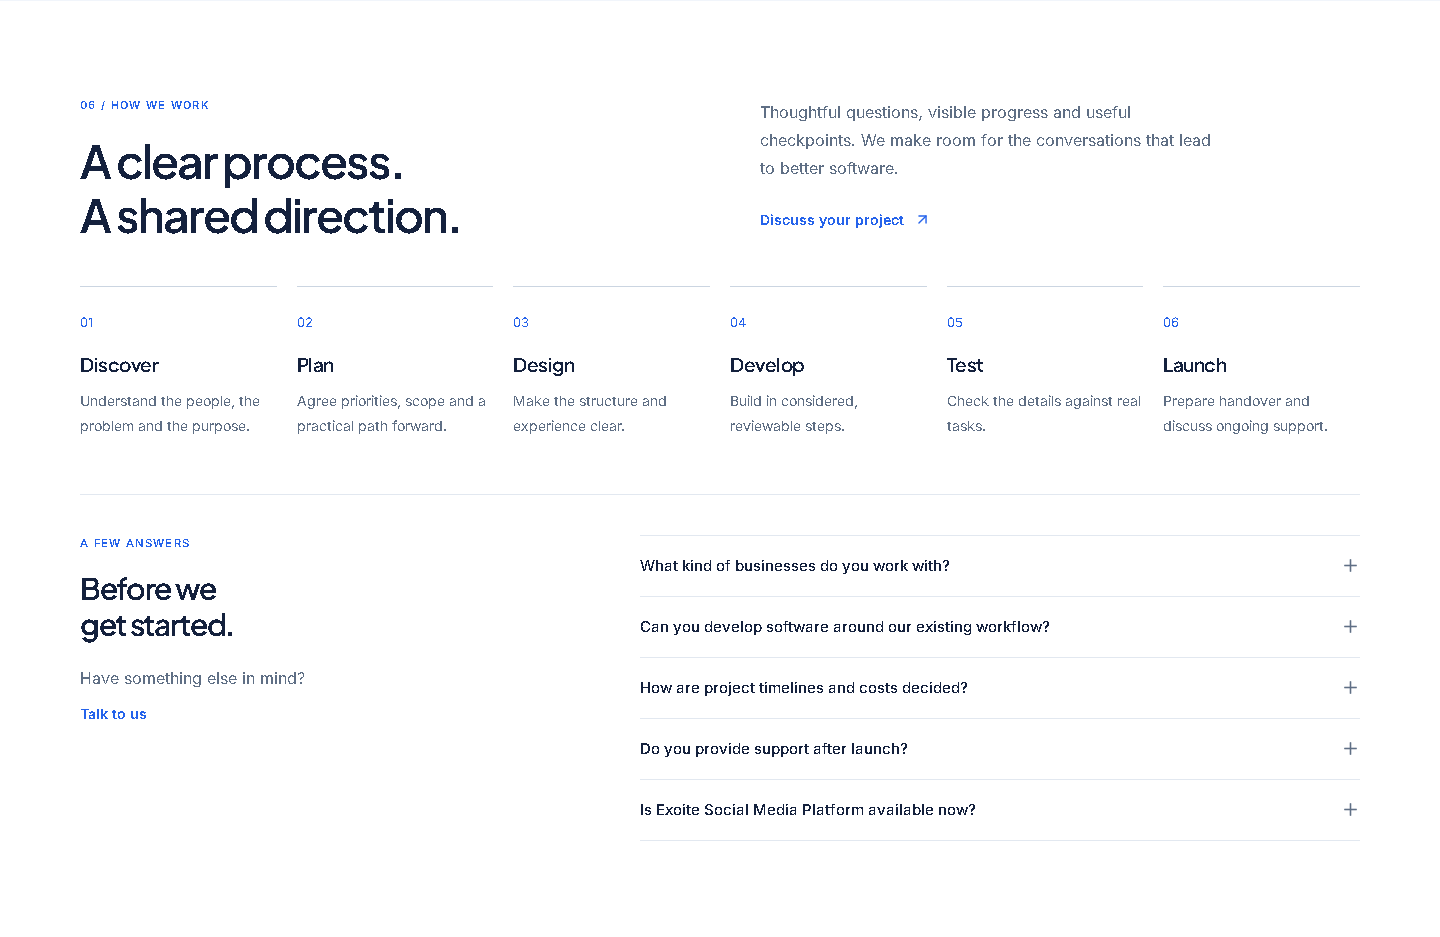 06 / HOW WE WORK
A clear process.
A shared direction.
Thoughtful questions, visible progress and useful
checkpoints. We make room for the conversations that lead
to better software.
Discuss your project
01
Discover
Understand the people, the
problem and the purpose.
02
Plan
Agree priorities, scope and a
practical path forward.
03
Design
Make the structure and
experience clear.
04
Develop
Build in considered,
reviewable steps.
05
Test
Check the details against real
tasks.
06
Launch
Prepare handover and
discuss ongoing support.
A FEW ANSWERS
Before we
get started.
Have something else in mind?
Talk to us
What kind of businesses do you work with?
Can you develop software around our existing workflow?
How are project timelines and costs decided?
Do you provide support after launch?
Is Exoite Social Media Platform available now?